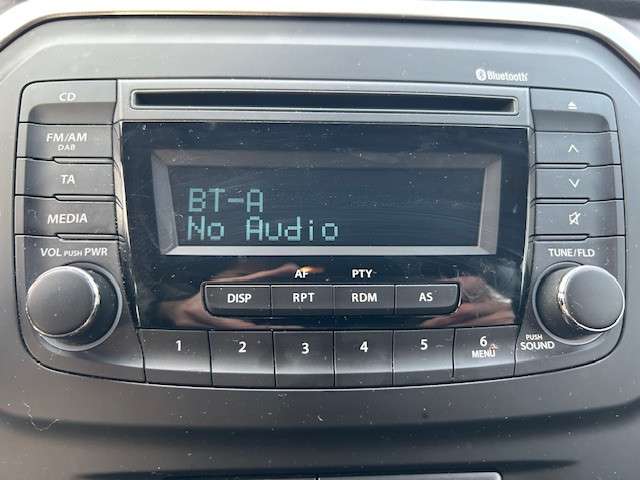 Bluetooth
CD
FM/AM
DAB
TA
MEDIA
VOL PUSH PWR
BT-A
No Audio
AF PTY
DISP RPT RDM AS
TUNE/FLD
PUSH
SOUND
1 2 3 4 5 6
MENU